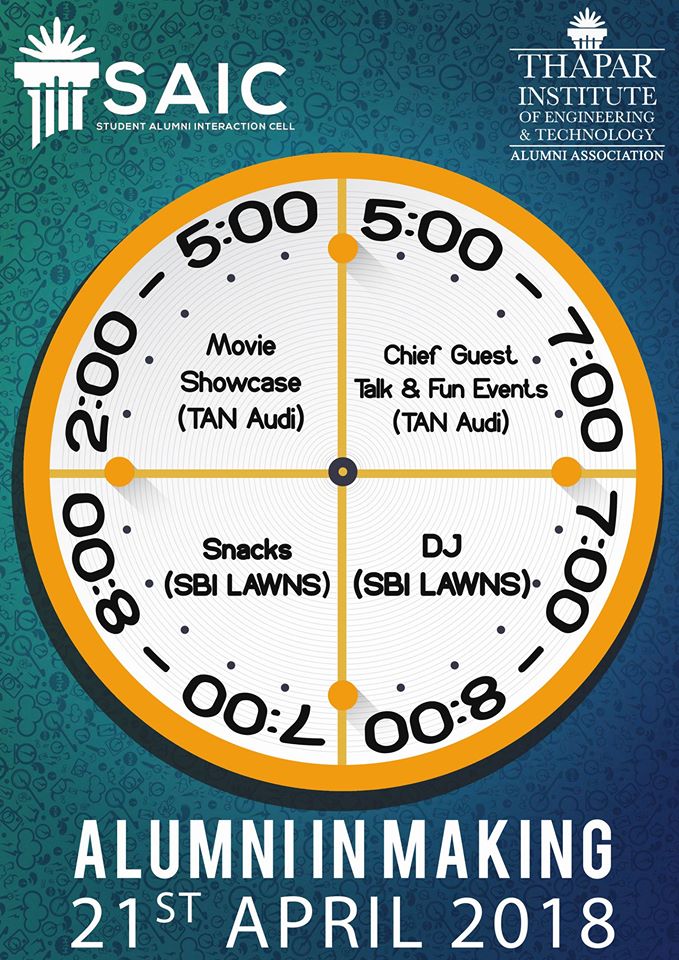 SAIC
STUDENT ALUMNI INTERACTION CELL
THAPAR
INSTITUTE
OF ENGINEERING
& TECHNOLOGY
ALUMNI ASSOCIATION
2:00 - 5:00
Movie
Showcase
(TAN Audi)
5:00 - 7:00
Chief Guest
Talk & Fun Events
(TAN Audi)
7:00 - 8:00
DJ
(SBI LAWNS)
7:00 - 8:00
Snacks
(SBI LAWNS)
ALUMNI IN MAKING
21ST APRIL 2018